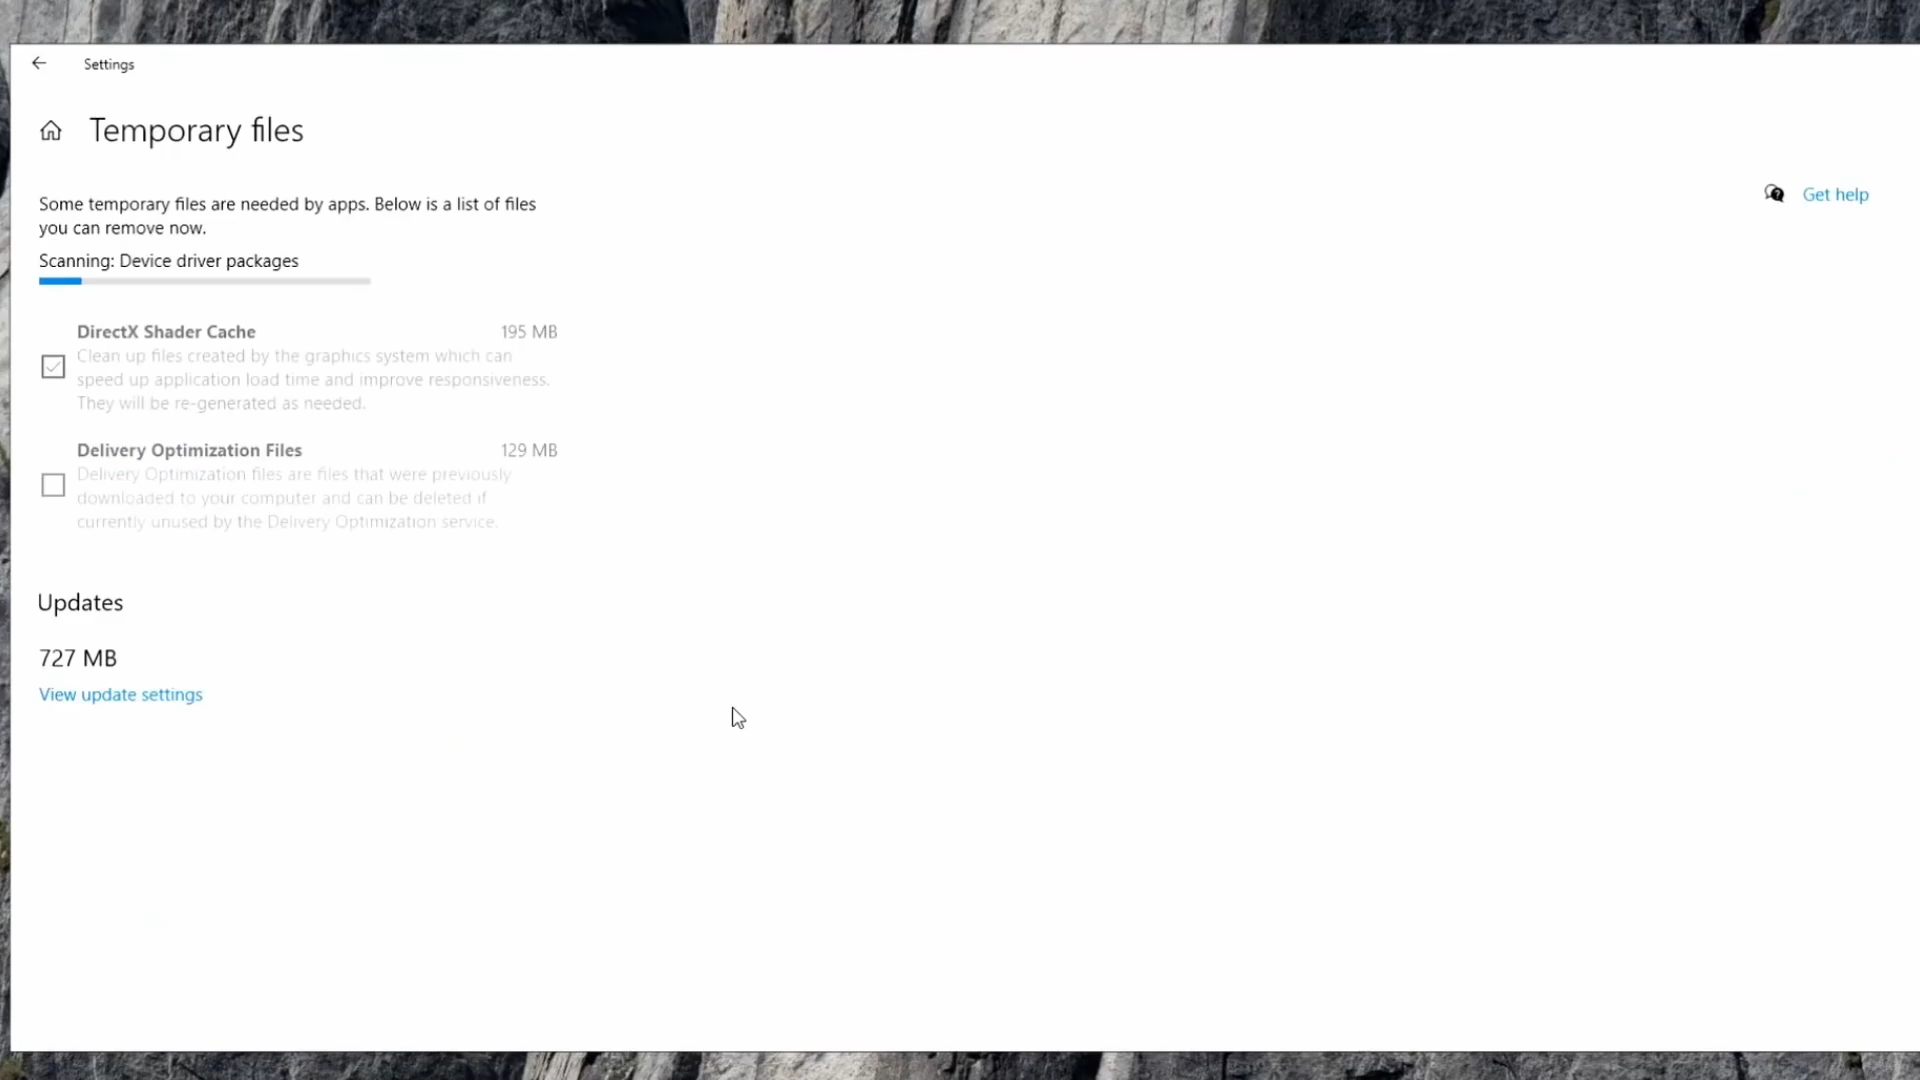 Settings
Temporary files
Get help
Some temporary files are needed by apps. Below is a list of files
you can remove now.
Scanning: Device driver packages
DirectX Shader Cache 195 MB
Clean up files created by the graphics system which can
speed up application load time and improve responsiveness.
They will be re-generated as needed.
Delivery Optimization Files 129 MB
Delivery Optimization files are files that were previously
downloaded to your computer and can be deleted if
currently unused by the Delivery Optimization service.
Updates
727 MB
View update settings